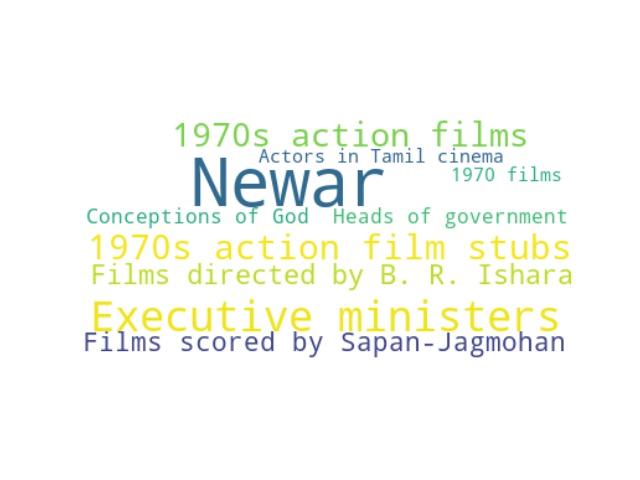 1970s action films
Actors in Tamil cinema
Newar
1970 films
Conceptions of God
Heads of government
1970s action film stubs
Films directed by B. R. Ishara
Executive ministers
Films scored by Sapan-Jagmohan